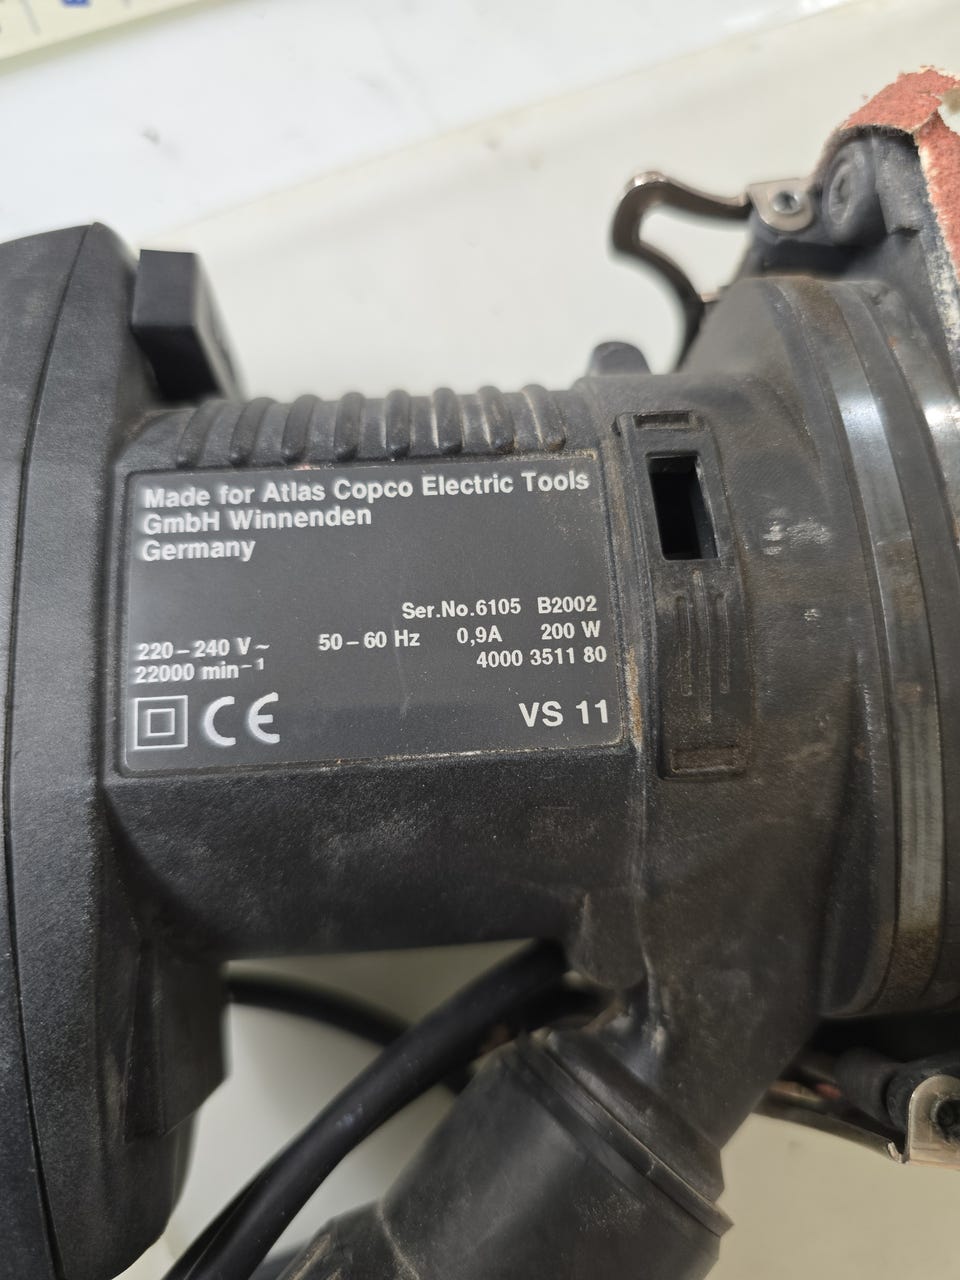 Made for Atlas Copco Electric Tools
GmbH Winnenden
Germany
Ser.No.6105 B2002
220–240 V~ 50–60 Hz 0,9A 200 W
22000 min⁻¹ 4000 3511 80
CE VS 11